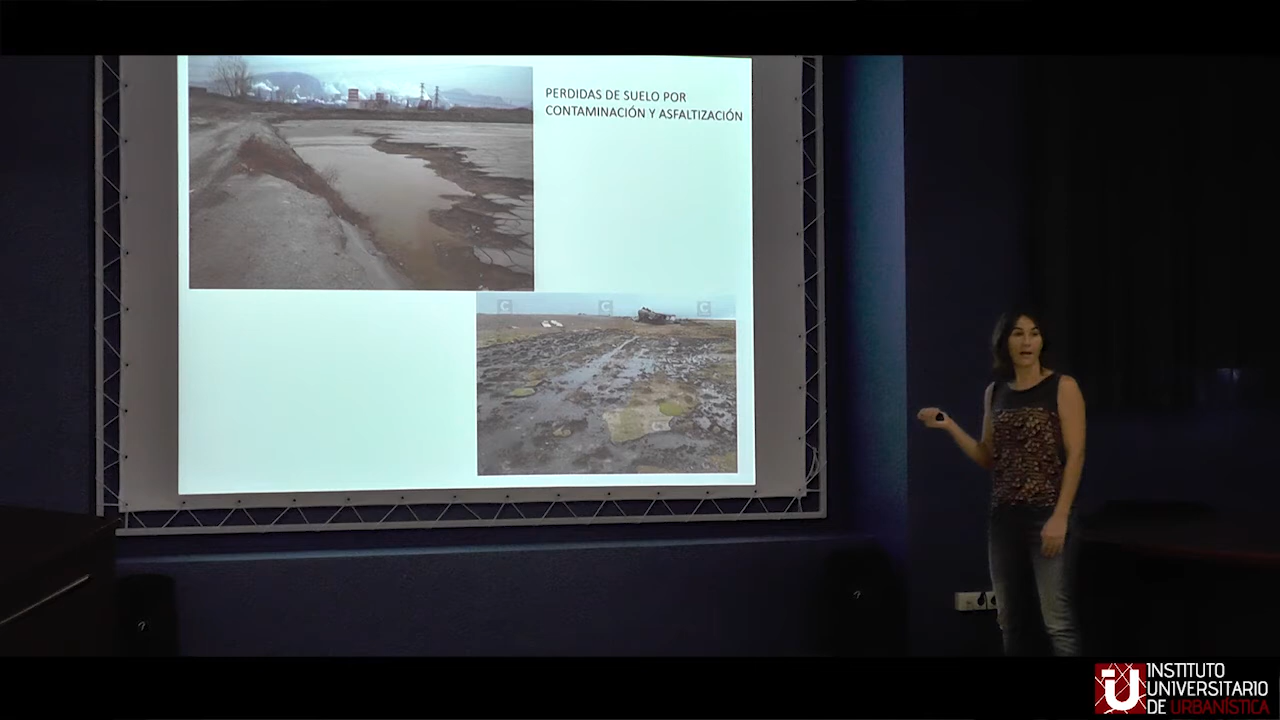 PERDIDAS DE SUELO POR
CONTAMINACIÓN Y ASFALTIZACIÓN
INSTITUTO
UNIVERSITARIO
DE URBANÍSTICA